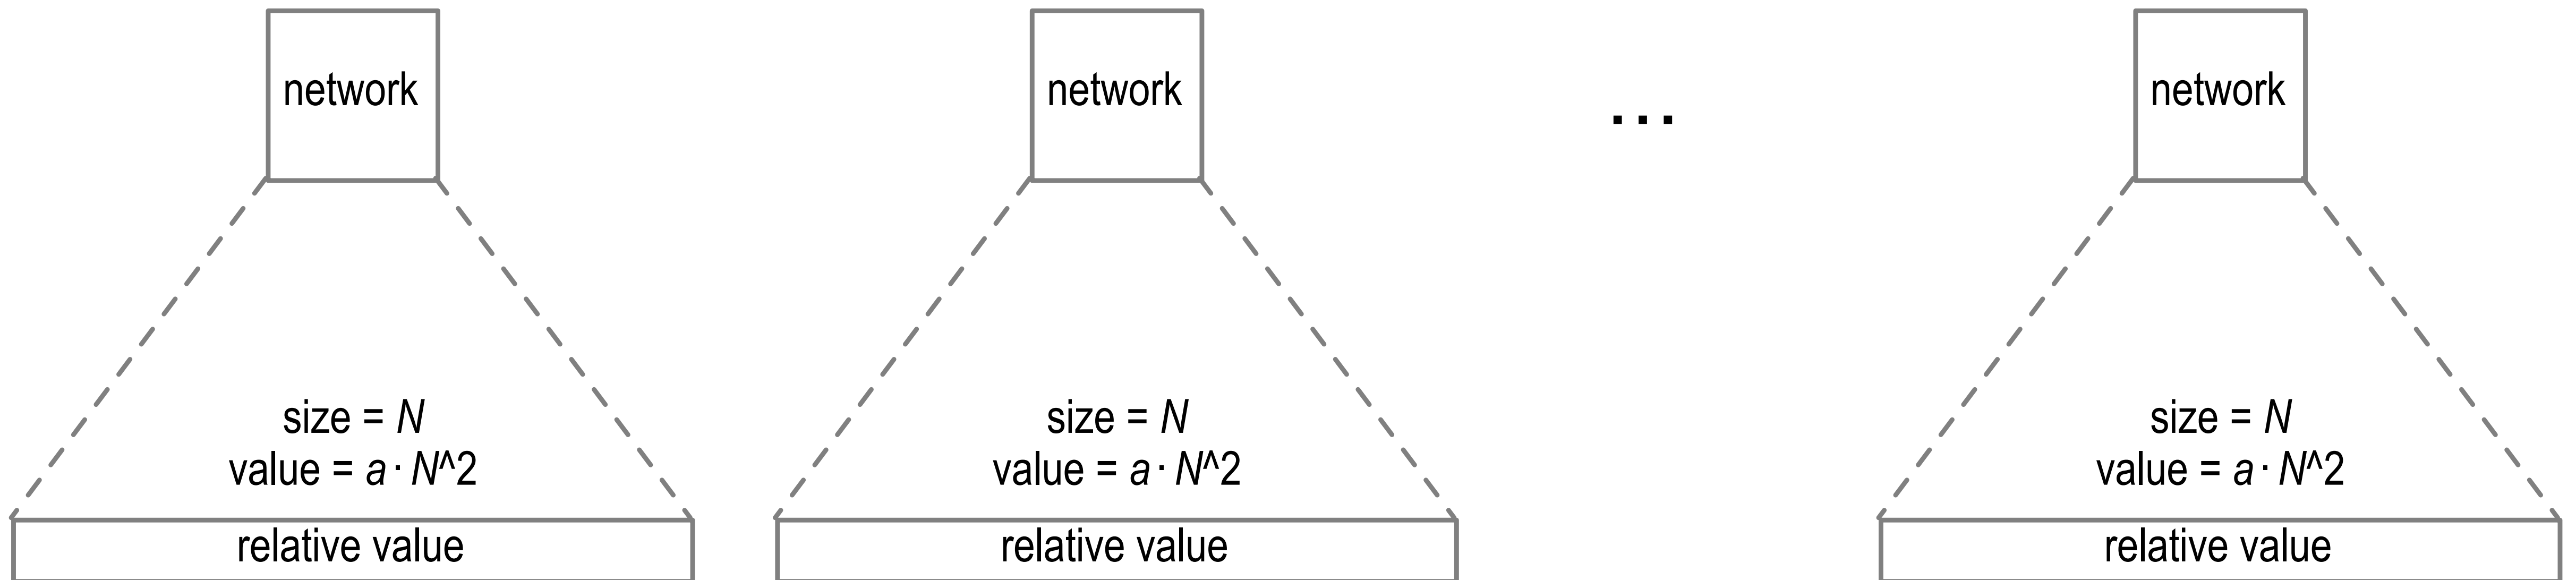 network
network
...
network
size = N
value = a · N^2
size = N
value = a · N^2
size = N
value = a · N^2
relative value
relative value
relative value